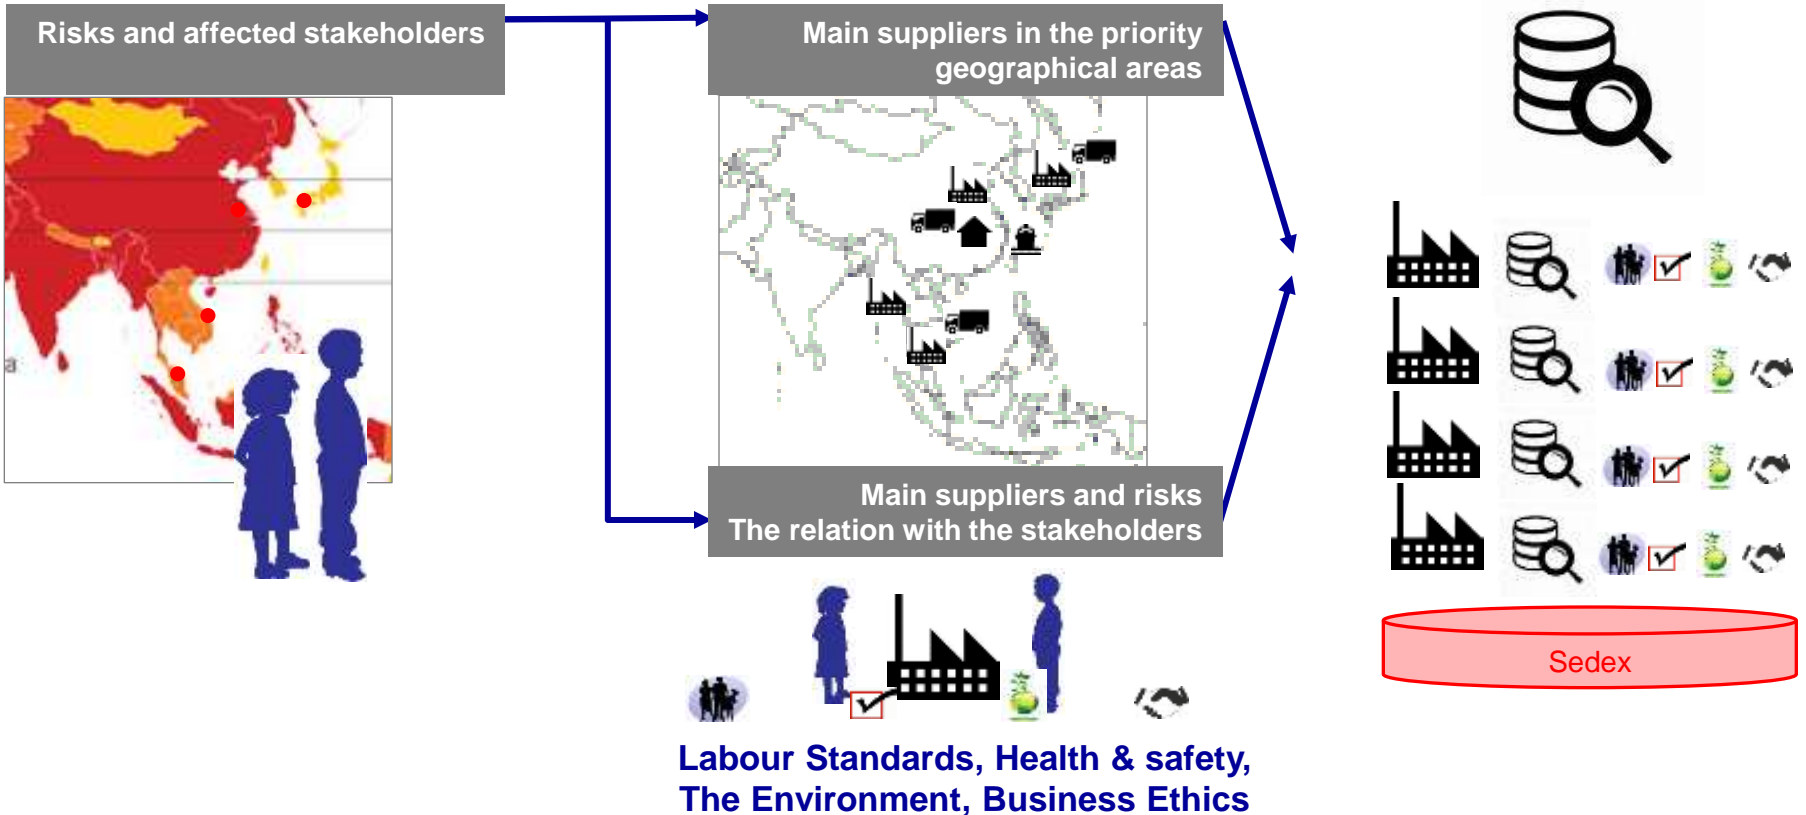 Risks and affected stakeholders
Main suppliers in the priority
geographical areas
a
Main suppliers and risks
The relation with the stakeholders
Sedex
Labour Standards, Health & safety,
The Environment, Business Ethics